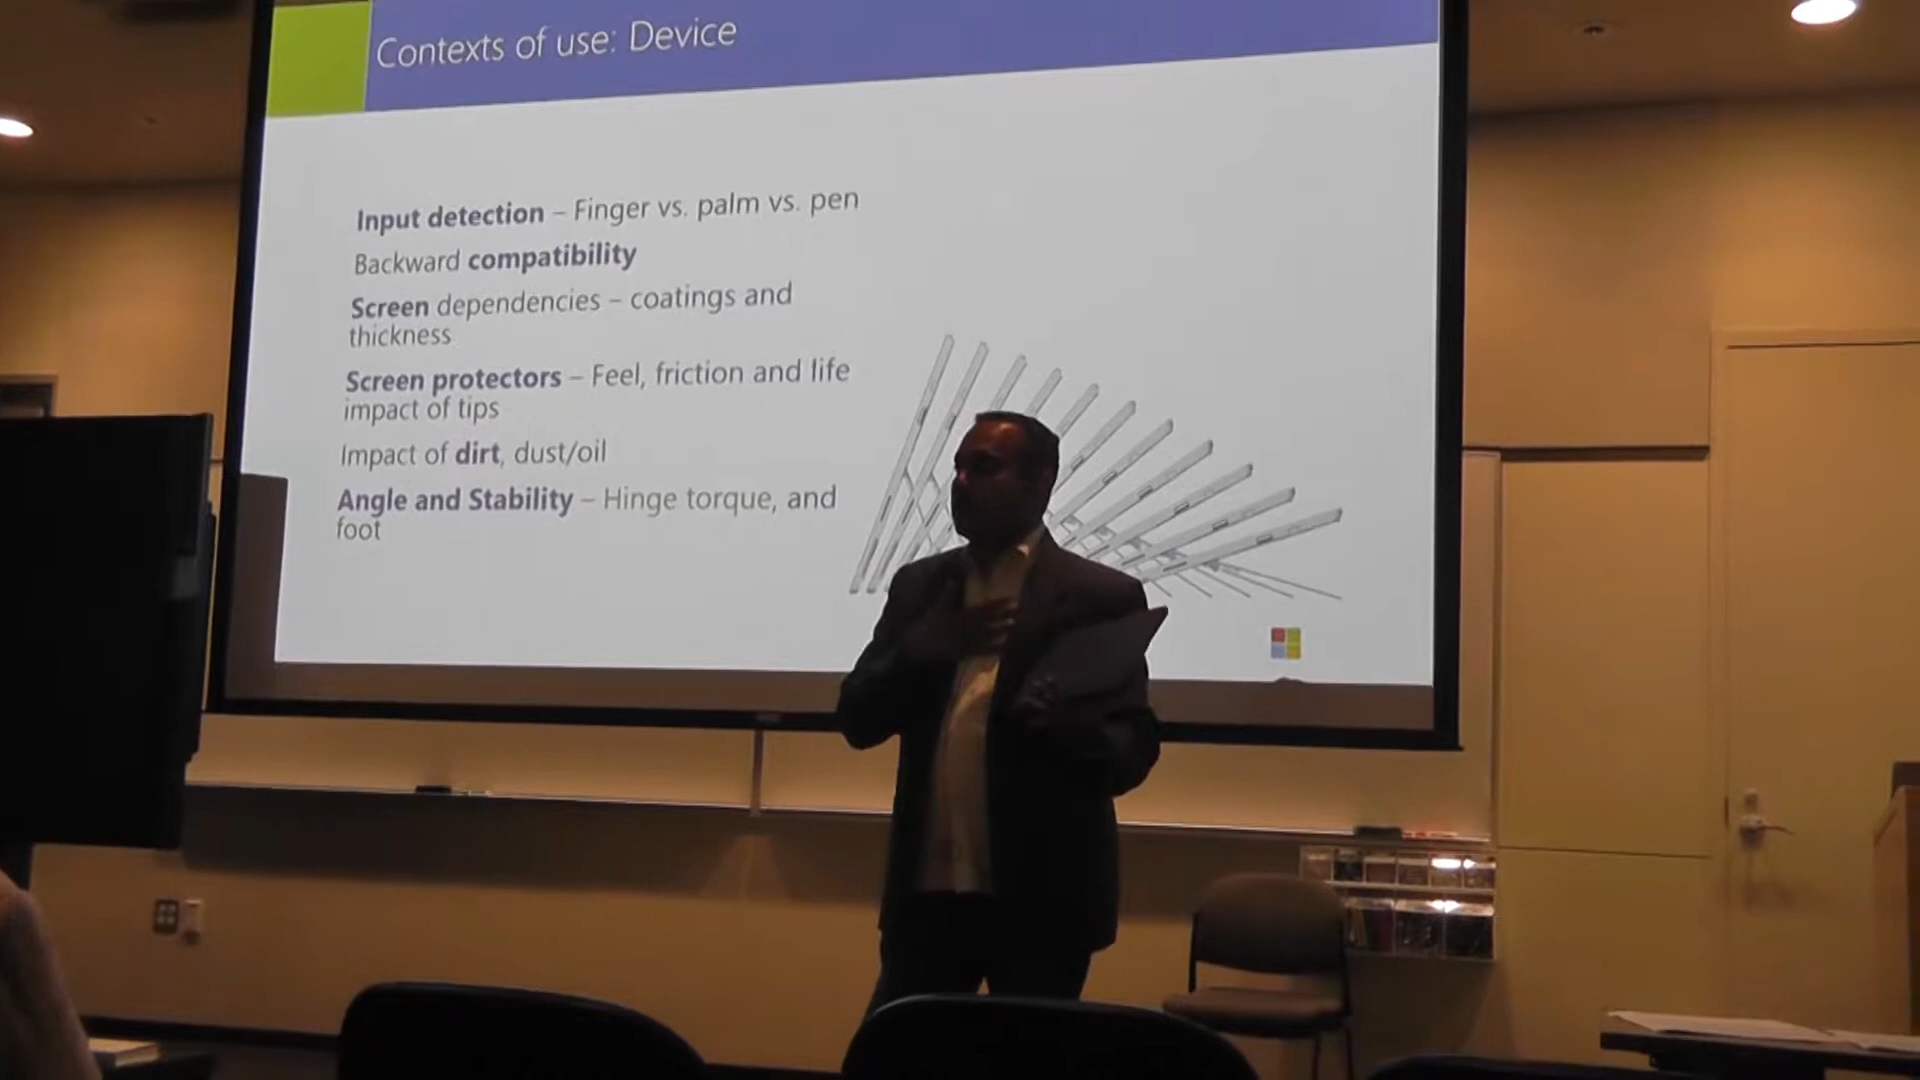 Contexts of use: Device
Input detection – Finger vs. palm vs. pen
Backward compatibility
Screen dependencies – coatings and
thickness
Screen protectors – Feel, friction and life
impact of tips
Impact of dirt, dust/oil
Angle and Stability – Hinge torque, and
foot